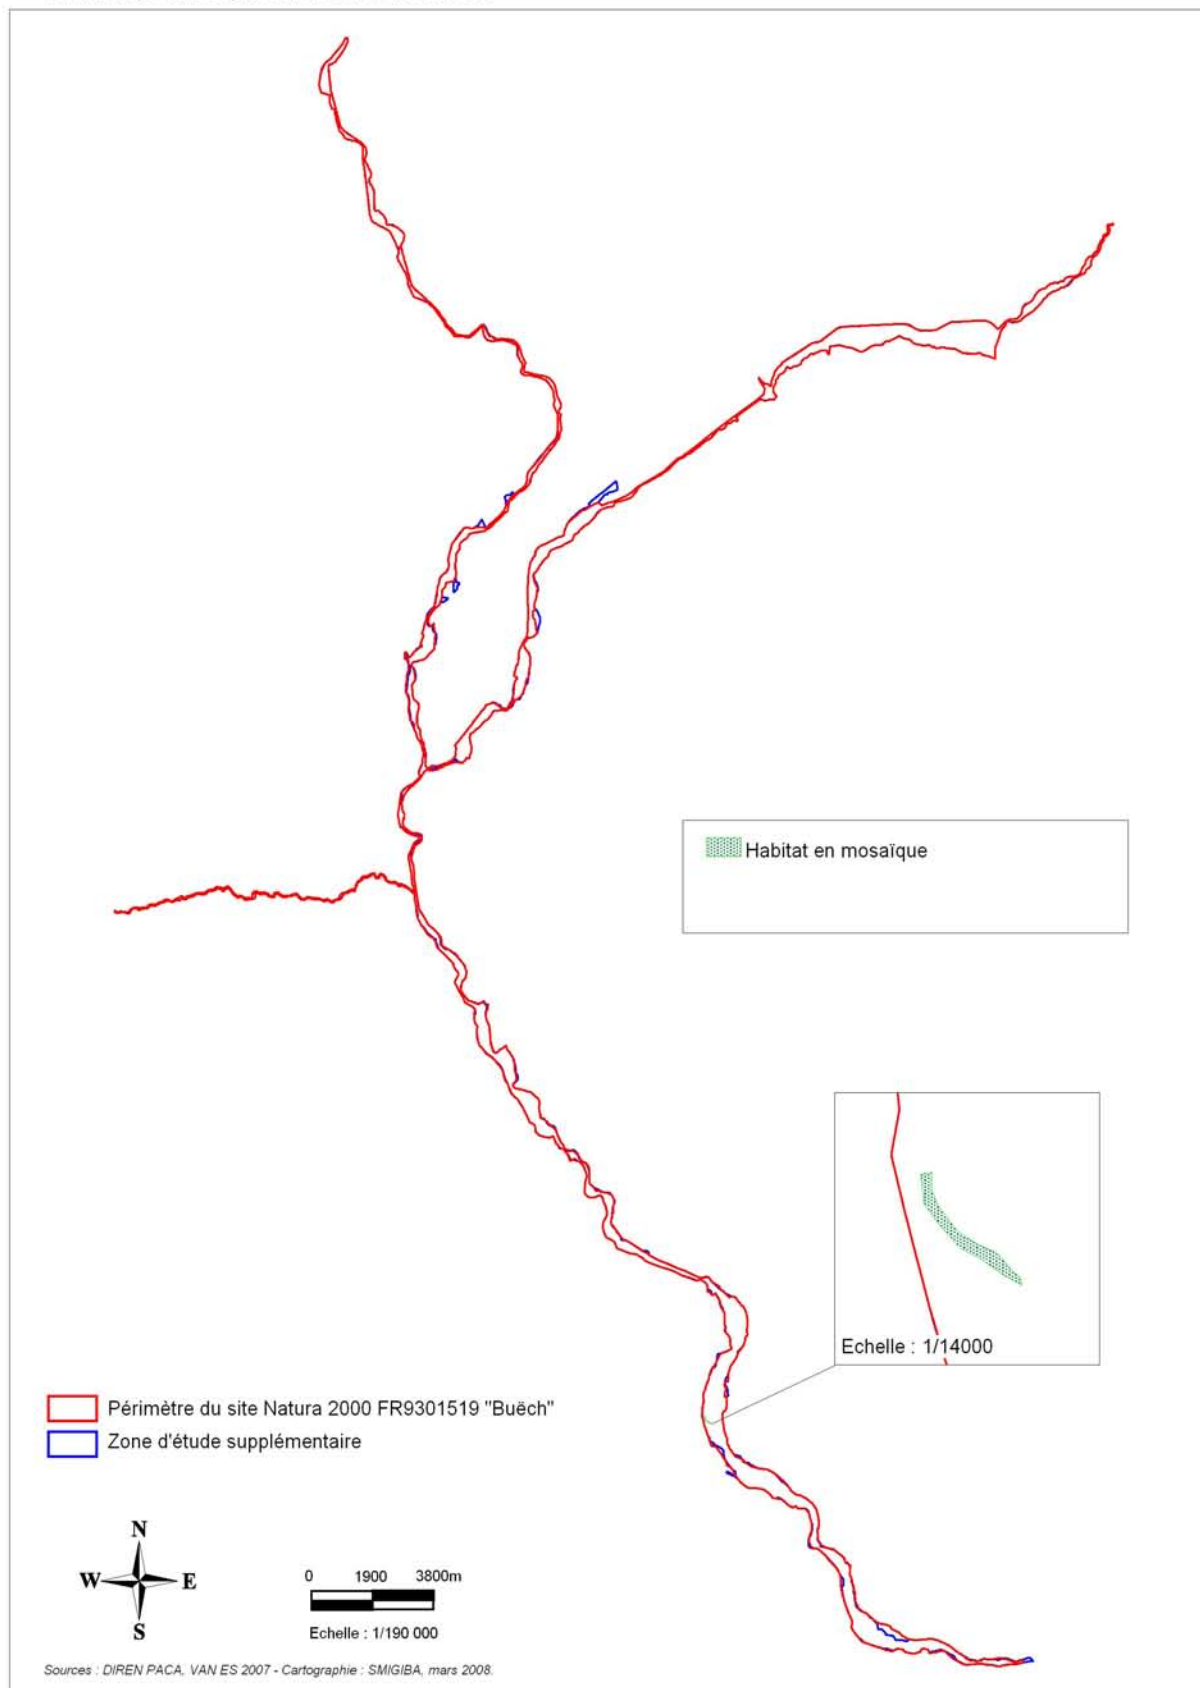 Habitat en mosaïque
Echelle : 1/14000
Périmètre du site Natura 2000 FR9301519 "Buëch"
Zone d'étude supplémentaire
N
W E
S
0 1900 3800m
Echelle : 1/190 000
Sources : DIREN PACA, VAN ES 2007 - Cartographie : SMIGIBA, mars 2008.